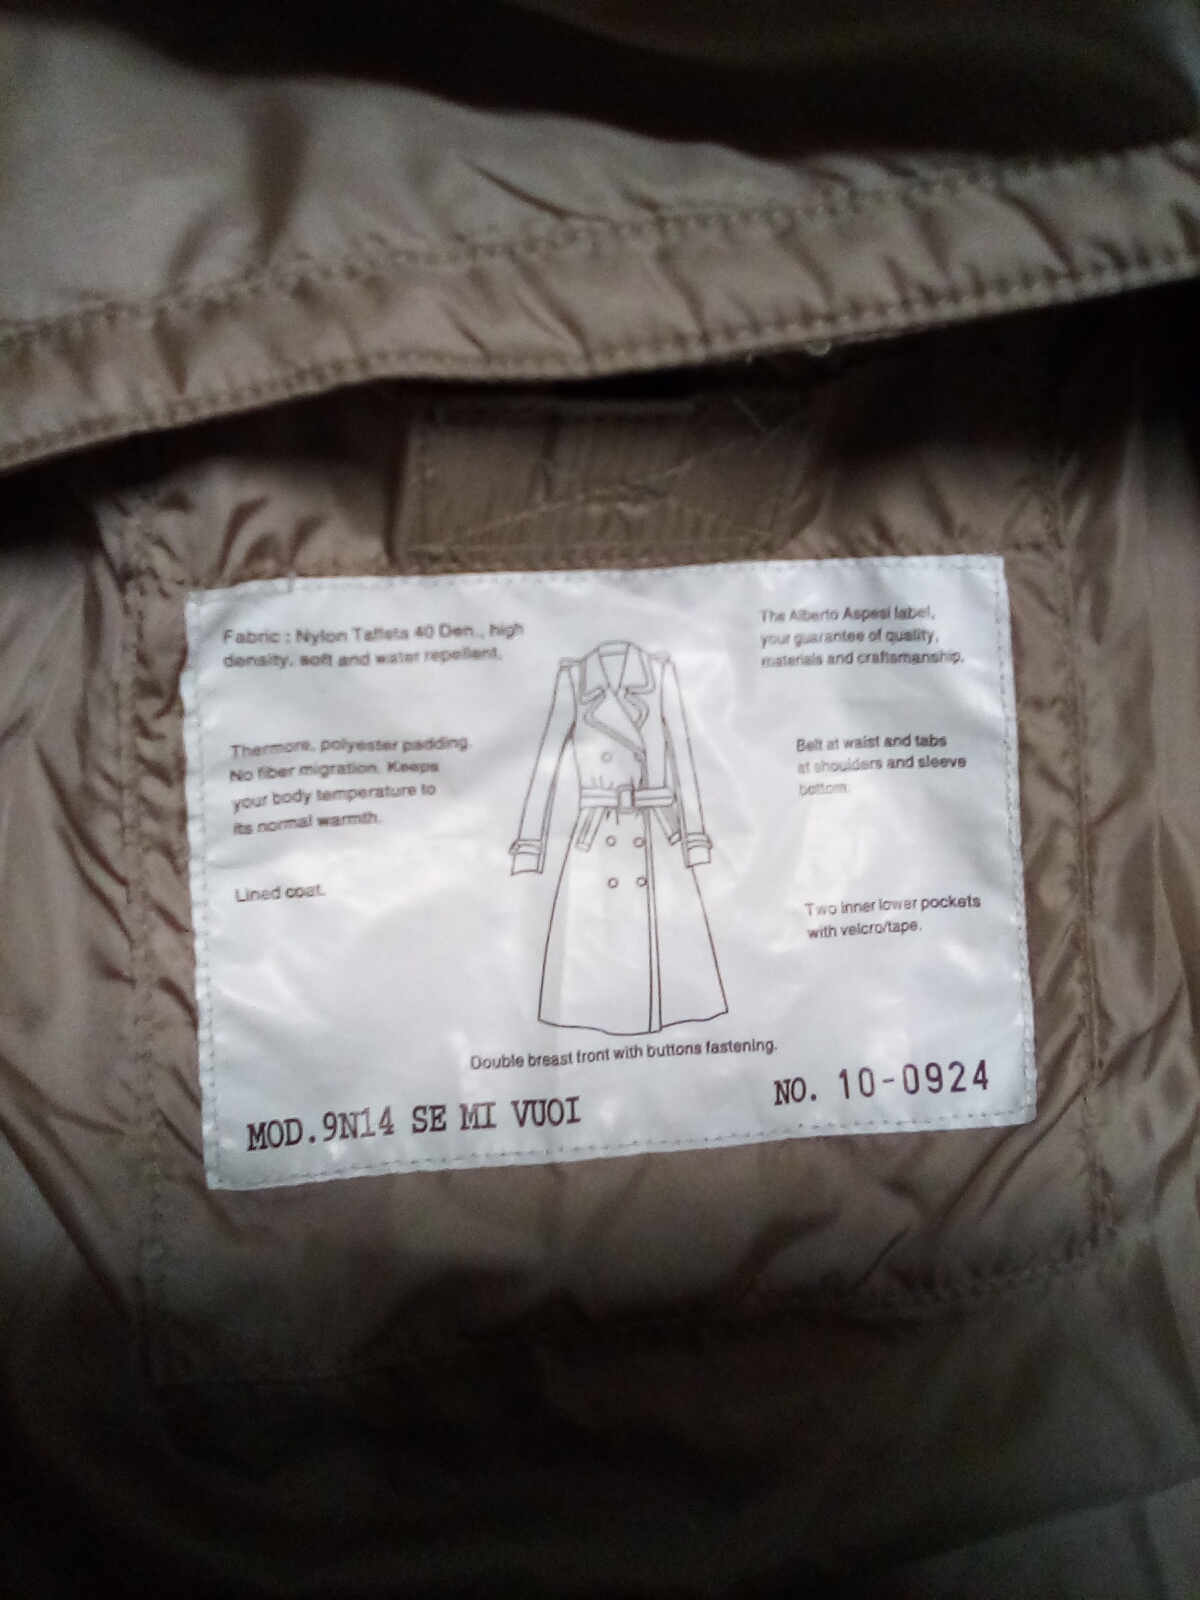 Fabric : Nylon Taffeta 40 Den., high
density, soft and water repellent.
Thermore, polyester padding.
No fiber migration. Keeps
your body temperature to
its normal warmth.
Lined coat.
The Alberto Aspesi label,
your guarantee of quality,
materials and craftsmanship.
Belt at waist and tabs
at shoulders and sleeve
bottom.
Two inner lower pockets
with velcro/tape.
Double breast front with buttons fastening.
MOD.9N14 SE MI VUOI
NO. 10-0924